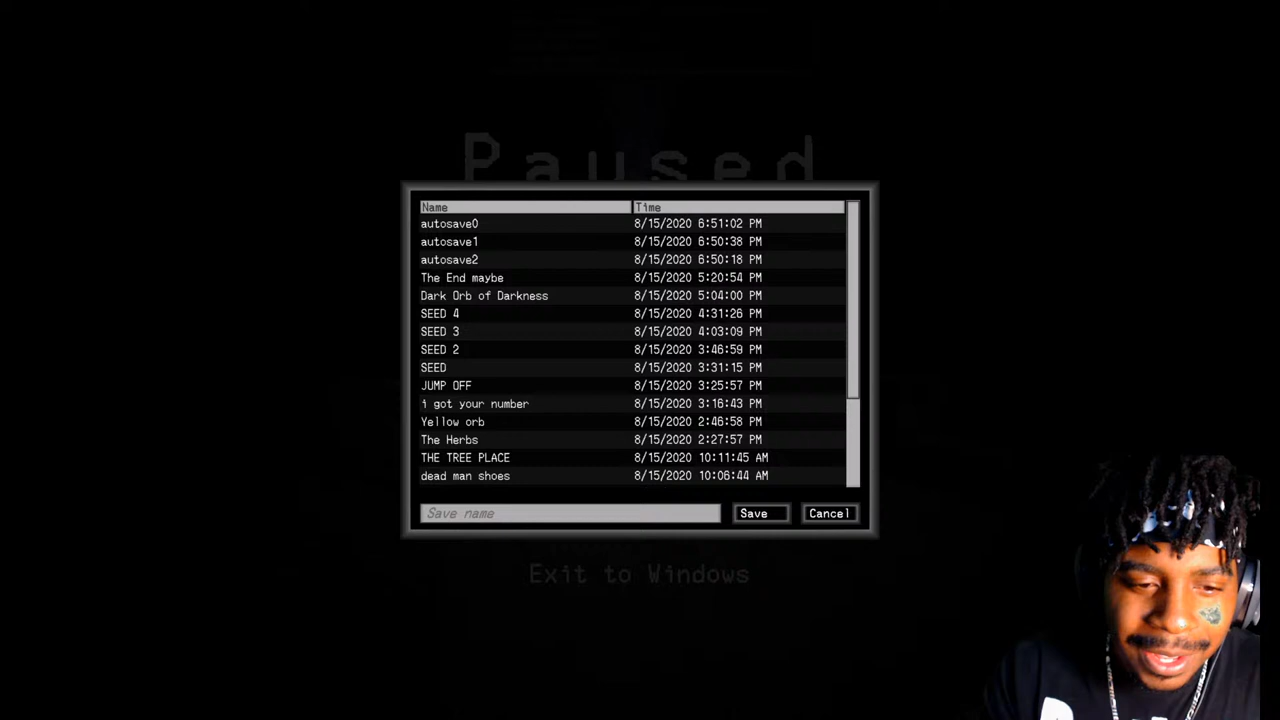 Paused
Name Time
autosave0 8/15/2020 6:51:02 PM
autosave1 8/15/2020 6:50:38 PM
autosave2 8/15/2020 6:50:18 PM
The End maybe 8/15/2020 5:20:54 PM
Dark Orb of Darkness 8/15/2020 5:04:00 PM
SEED 4 8/15/2020 4:31:26 PM
SEED 3 8/15/2020 4:03:09 PM
SEED 2 8/15/2020 3:46:59 PM
SEED 8/15/2020 3:31:15 PM
JUMP OFF 8/15/2020 3:25:57 PM
i got your number 8/15/2020 3:16:43 PM
Yellow orb 8/15/2020 2:46:58 PM
The Herbs 8/15/2020 2:27:57 PM
THE TREE PLACE 8/15/2020 10:11:45 AM
dead man shoes 8/15/2020 10:06:44 AM
Save name Save Cancel
Exit to Windows